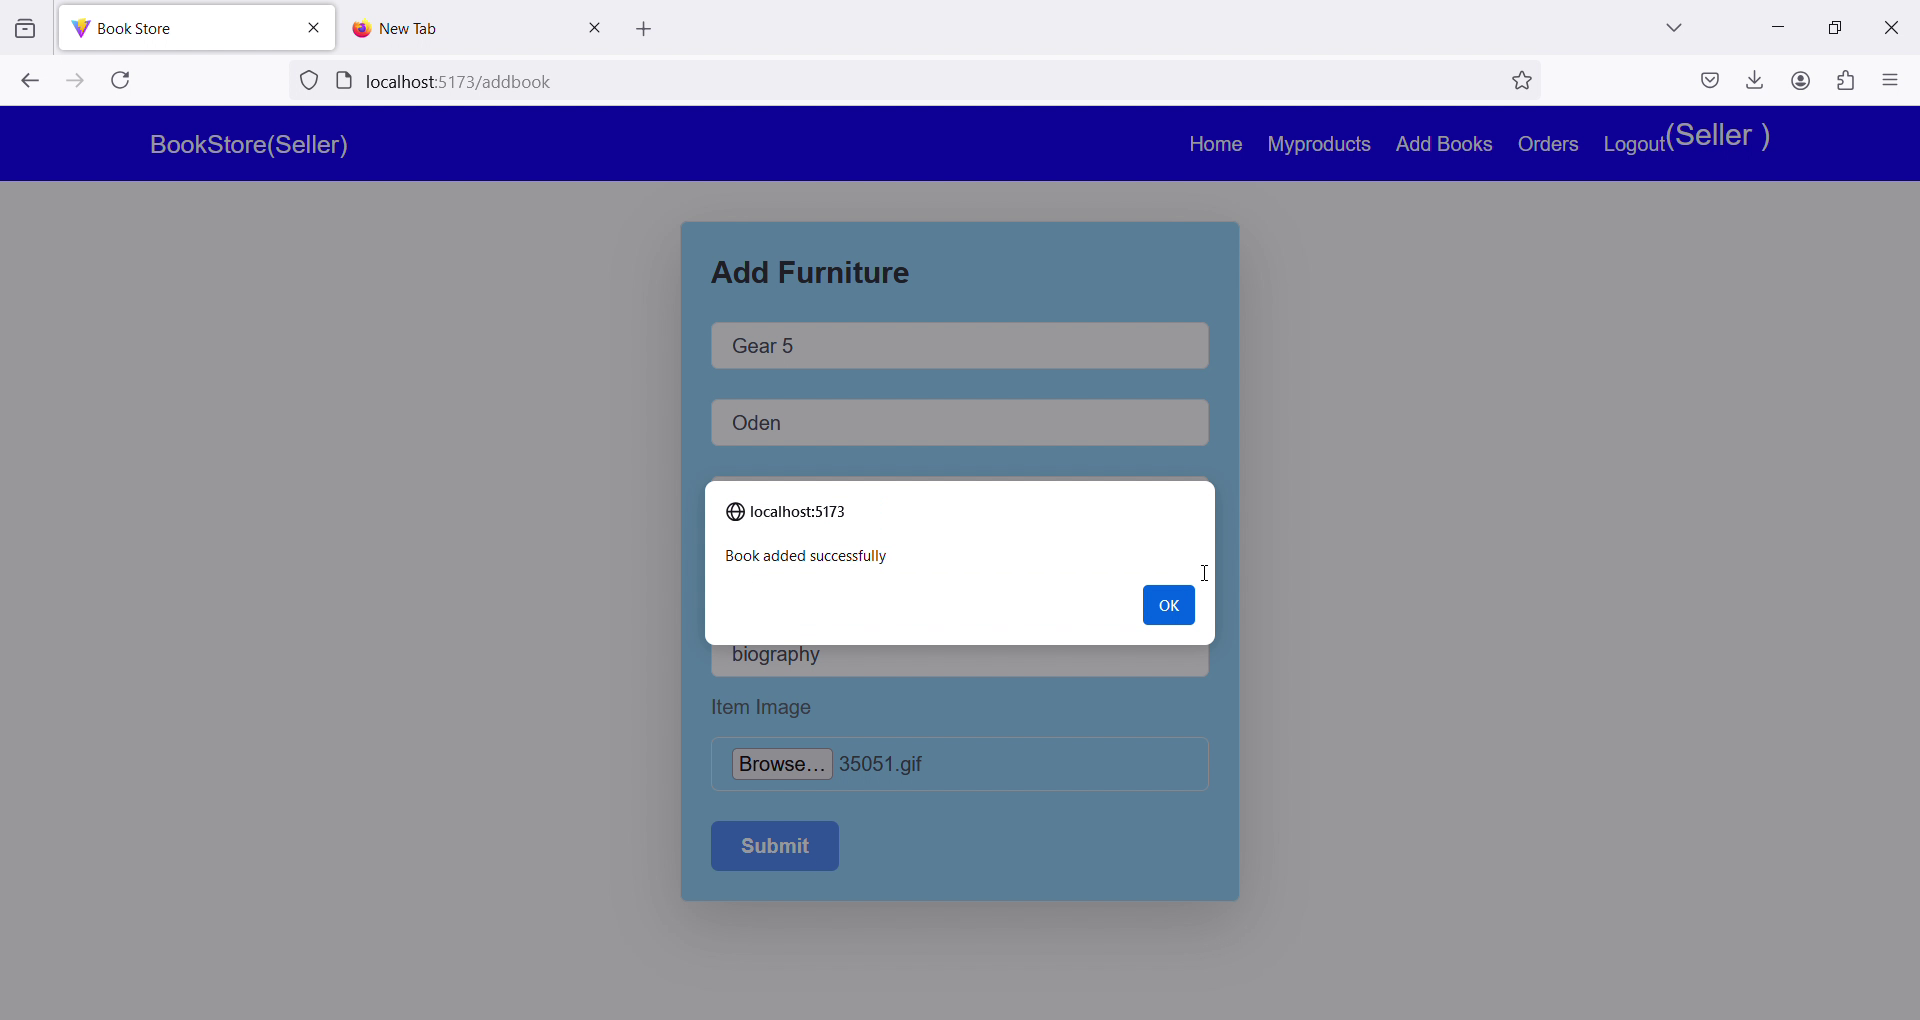 Book Store
New Tab
localhost:5173/addbook
BookStore(Seller)
Home
Myproducts
Add Books
Orders
Logout(Seller )
Add Furniture
Gear 5
Oden
localhost:5173
Book added successfully
OK
biography
Item Image
Browse... 35051.gif
Submit